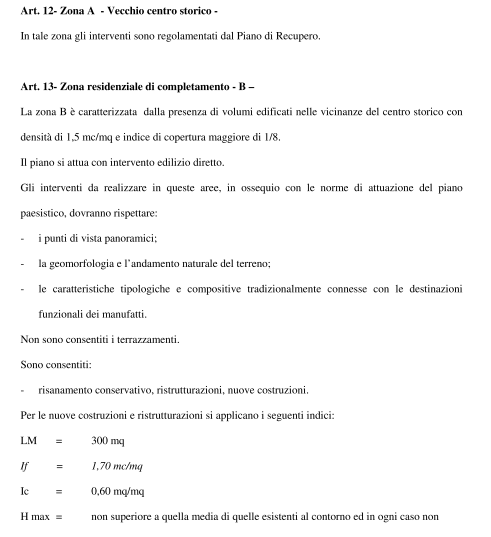 Art. 12- Zona A - Vecchio centro storico -
In tale zona gli interventi sono regolamentati dal Piano di Recupero.
Art. 13- Zona residenziale di completamento - B –
La zona B è caratterizzata dalla presenza di volumi edificati nelle vicinanze del centro storico con
densità di 1,5 mc/mq e indice di copertura maggiore di 1/8.
Il piano si attua con intervento edilizio diretto.
Gli interventi da realizzare in queste aree, in ossequio con le norme di attuazione del piano
paesistico, dovranno rispettare:
- i punti di vista panoramici;
- la geomorfologia e l'andamento naturale del terreno;
- le caratteristiche tipologiche e compositive tradizionalmente connesse con le destinazioni
funzionali dei manufatti.
Non sono consentiti i terrazzamenti.
Sono consentiti:
- risanamento conservativo, ristrutturazioni, nuove costruzioni.
Per le nuove costruzioni e ristrutturazioni si applicano i seguenti indici:
LM = 300 mq
If = 1,70 mc/mq
Ic = 0,60 mq/mq
H max = non superiore a quella media di quelle esistenti al contorno ed in ogni caso non